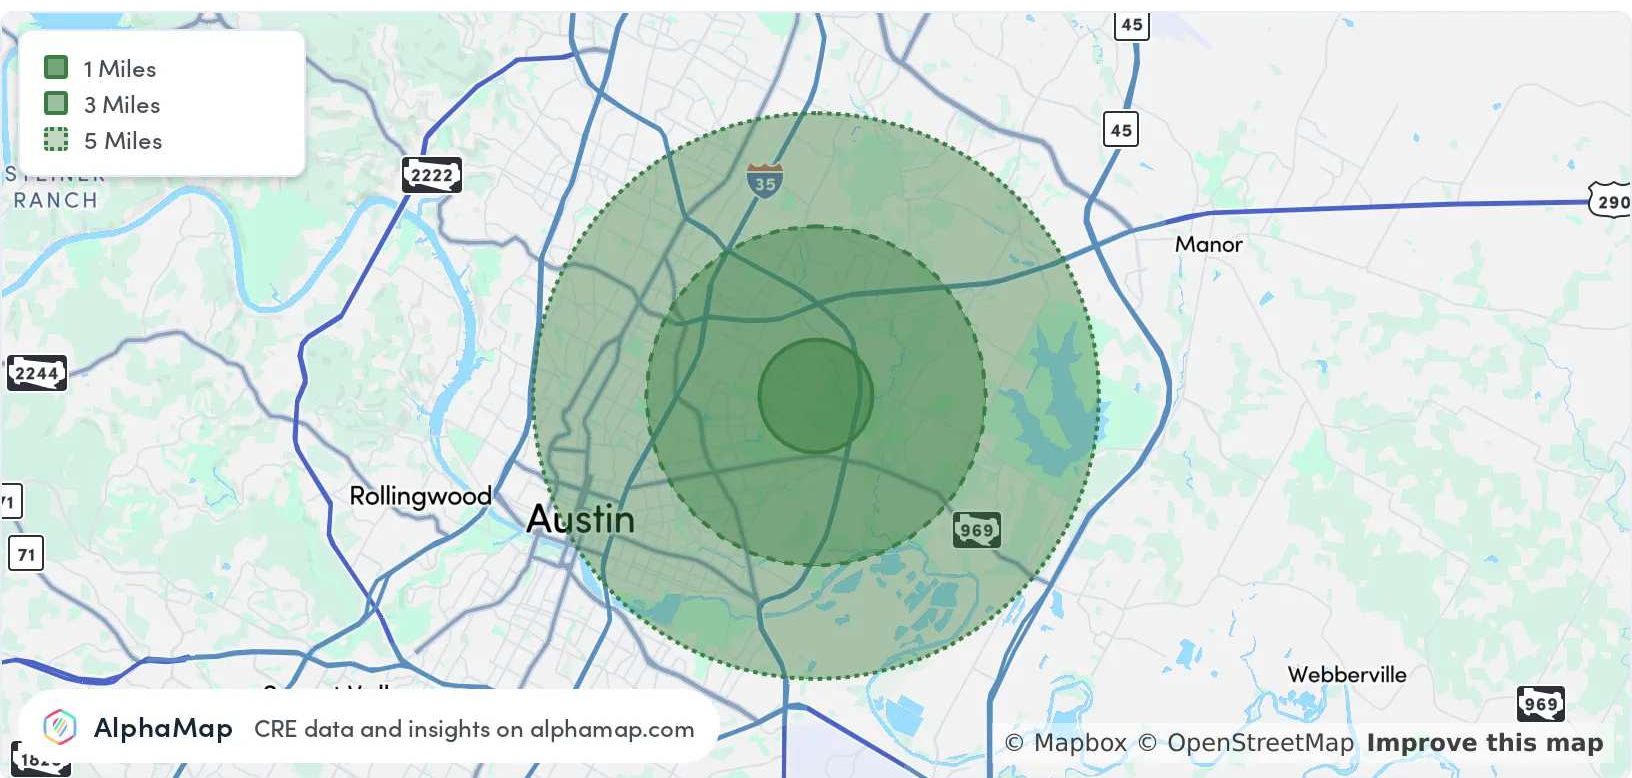 1 Miles
3 Miles
5 Miles
RANCH
2222
35
45
45
290
Manor
2244
Rollingwood
Austin
969
71
71
Webberville
969
AlphaMap CRE data and insights on alphamap.com
© Mapbox © OpenStreetMap Improve this map